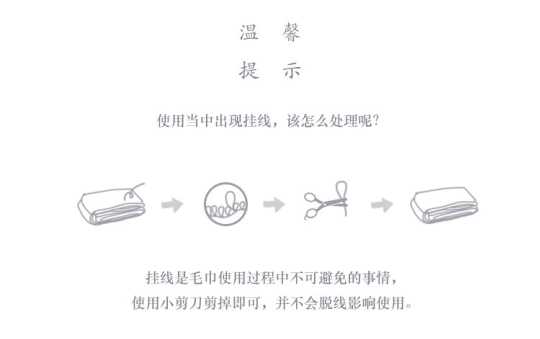 温 馨
提 示
使用当中出现挂线，该怎么处理呢？
挂线是毛巾使用过程中不可避免的事情，
使用小剪刀剪掉即可，并不会脱线影响使用。